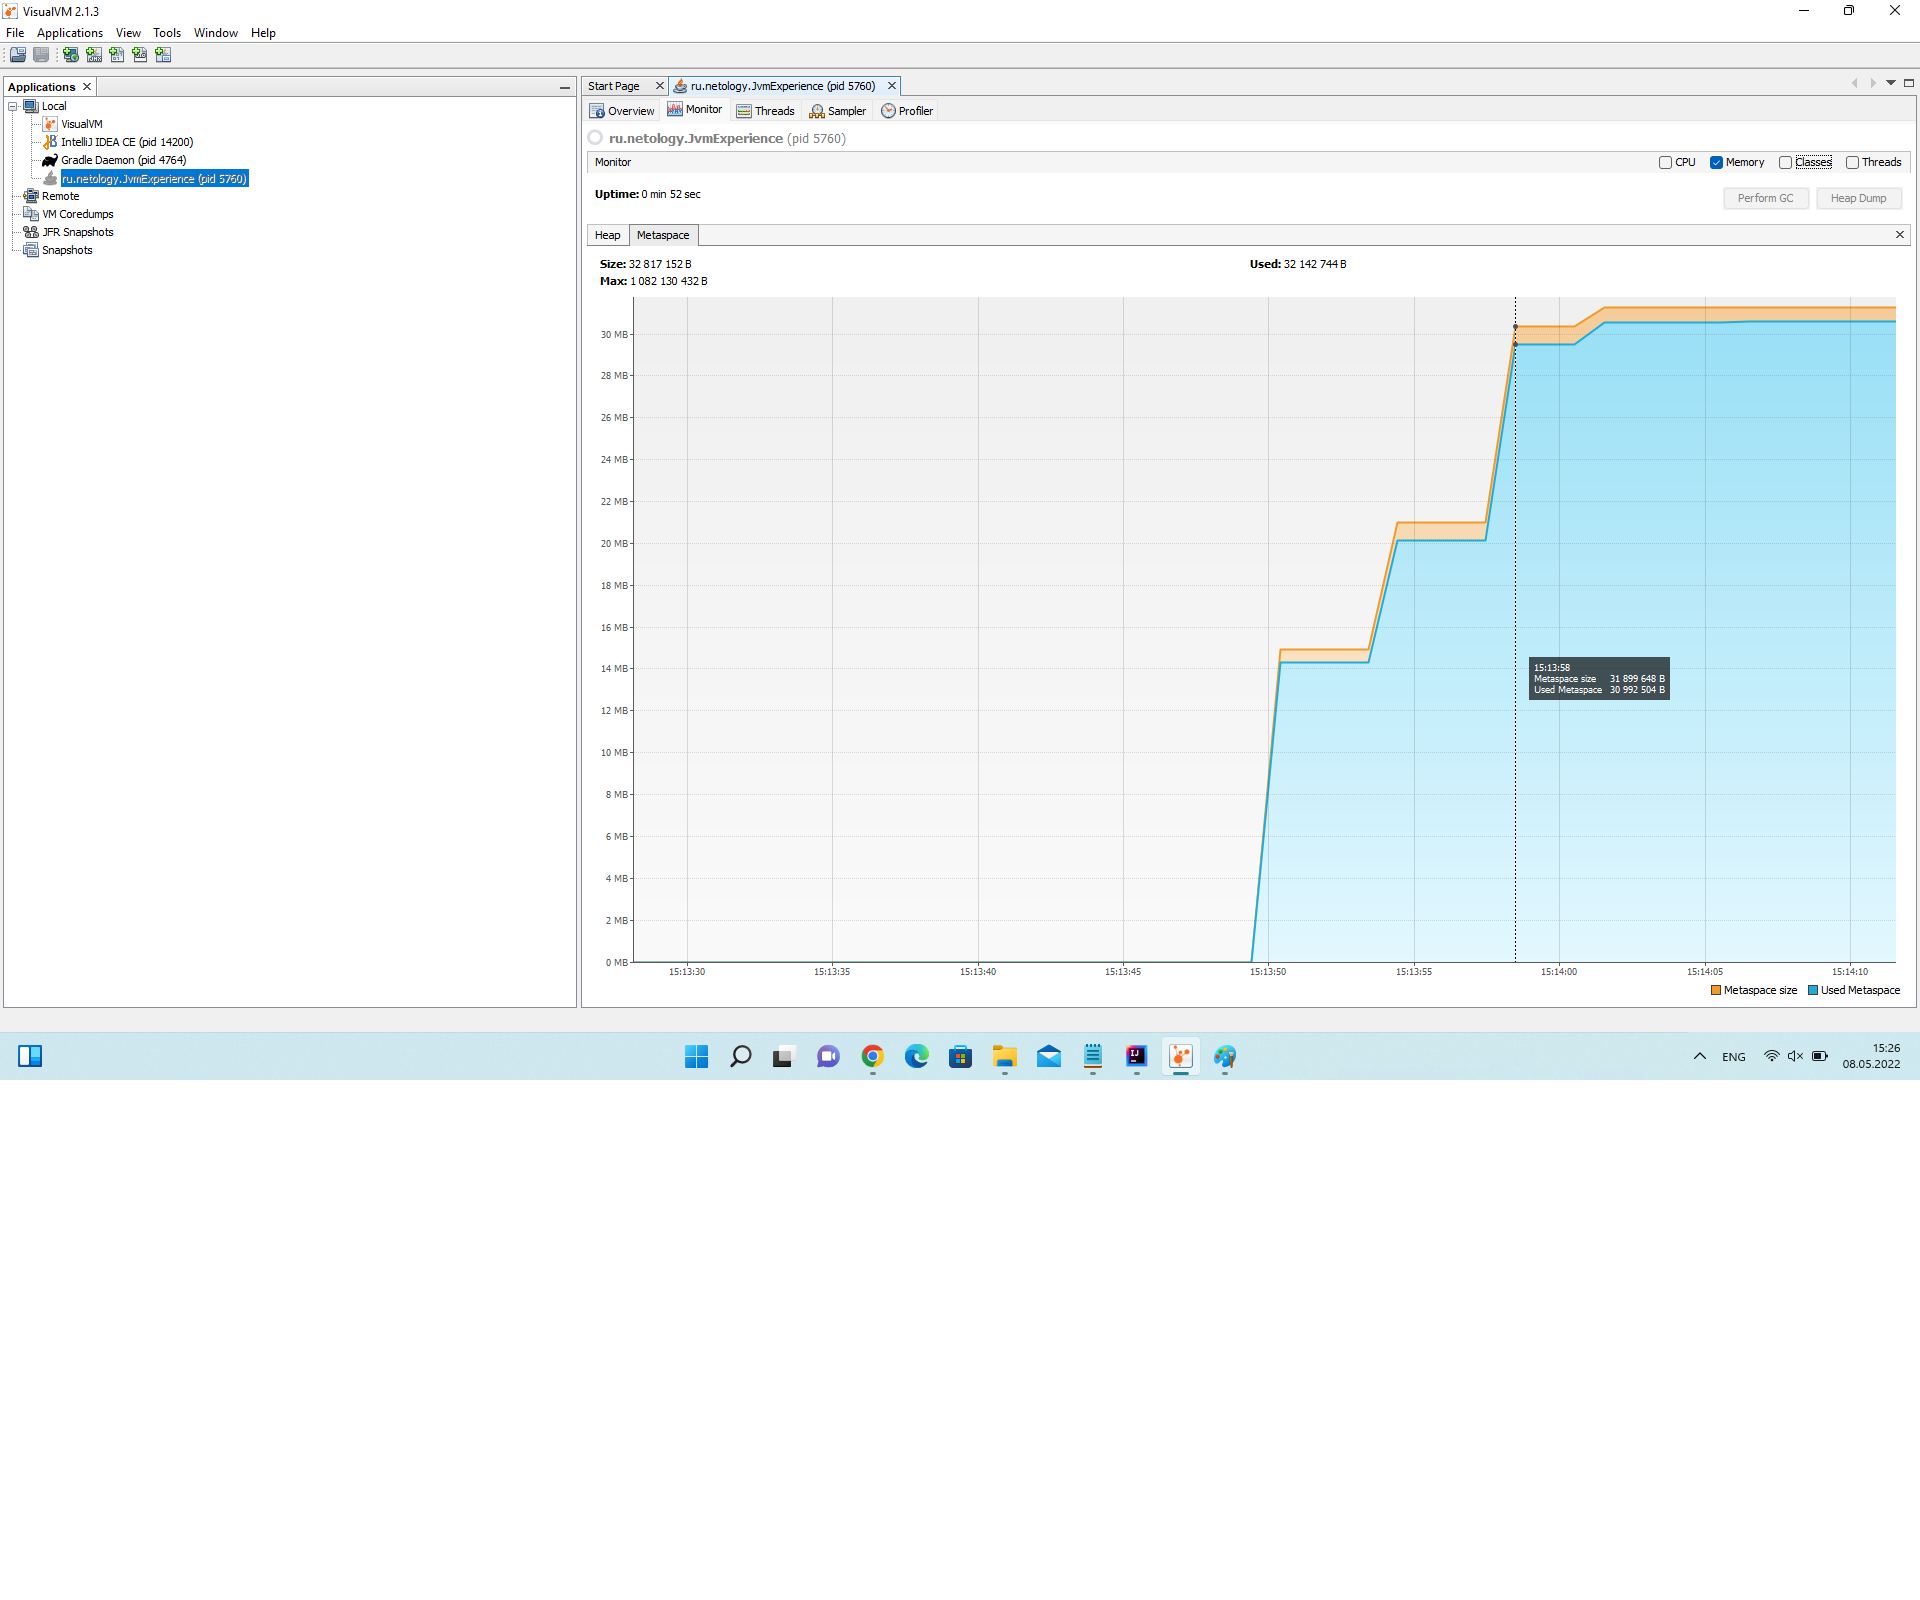 VisualVM 2.1.3
File Applications View Tools Window Help
Applications
Local
VisualVM
IntelliJ IDEA CE (pid 14200)
Gradle Daemon (pid 4764)
ru.netology.JvmExperience (pid 5760)
Remote
VM Coredumps
JFR Snapshots
Snapshots
Start Page ru.netology.JvmExperience (pid 5760)
Overview Monitor Threads Sampler Profiler
ru.netology.JvmExperience (pid 5760)
Monitor CPU Memory Classes Threads
Uptime: 0 min 52 sec
Perform GC Heap Dump
Heap Metaspace
Size: 32 817 152 B Used: 32 142 744 B
Max: 1 082 130 432 B
30 MB
28 MB
26 MB
24 MB
22 MB
20 MB
18 MB
16 MB
14 MB
12 MB
10 MB
8 MB
6 MB
4 MB
2 MB
0 MB
15:13:58
Metaspace size 31 899 648 B
Used Metaspace 30 992 504 B
15:13:30 15:13:35 15:13:40 15:13:45 15:13:50 15:13:55 15:14:00 15:14:05 15:14:10
Metaspace size Used Metaspace
ENG
15:26
08.05.2022